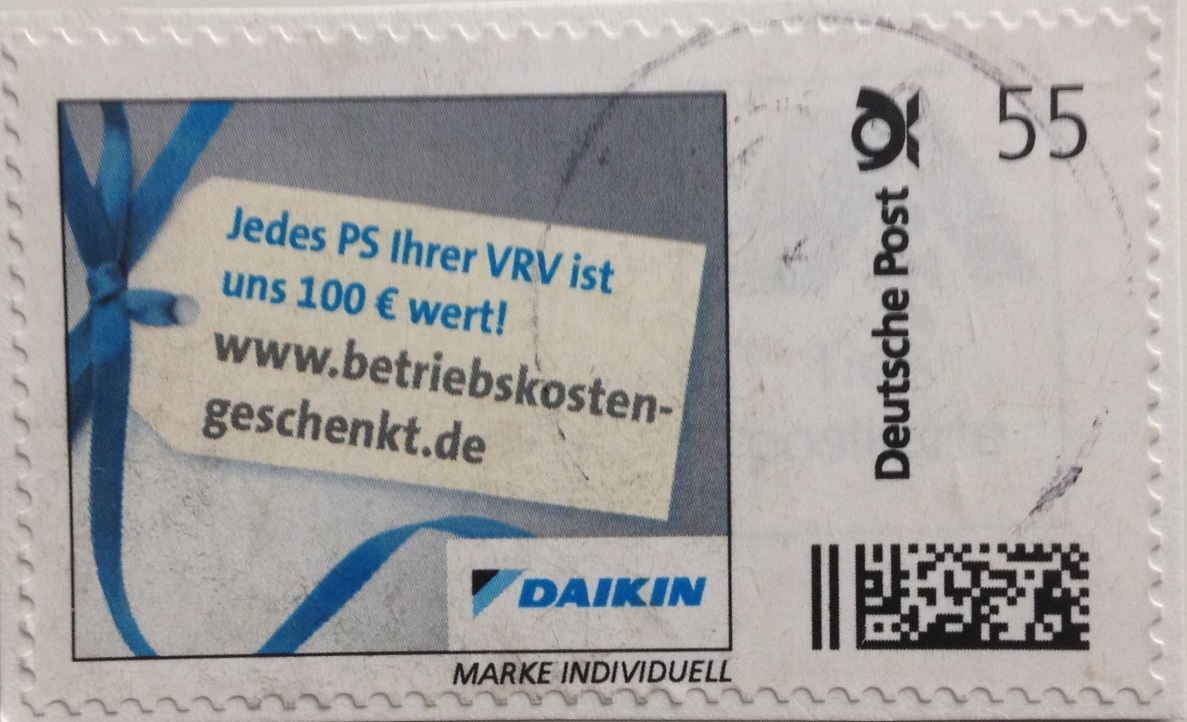 Jedes PS Ihrer VRV ist
uns 100 € wert!
www.betriebskosten-
geschenkt.de
DAIKIN
MARKE INDIVIDUELL
Deutsche Post
55